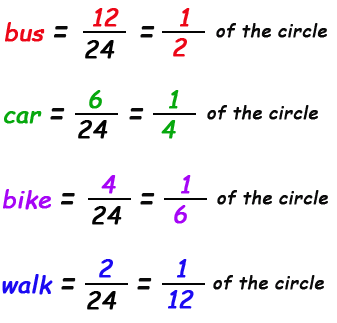 bus = 12/24 = 1/2 of the circle
car = 6/24 = 1/4 of the circle
bike = 4/24 = 1/6 of the circle
walk = 2/24 = 1/12 of the circle